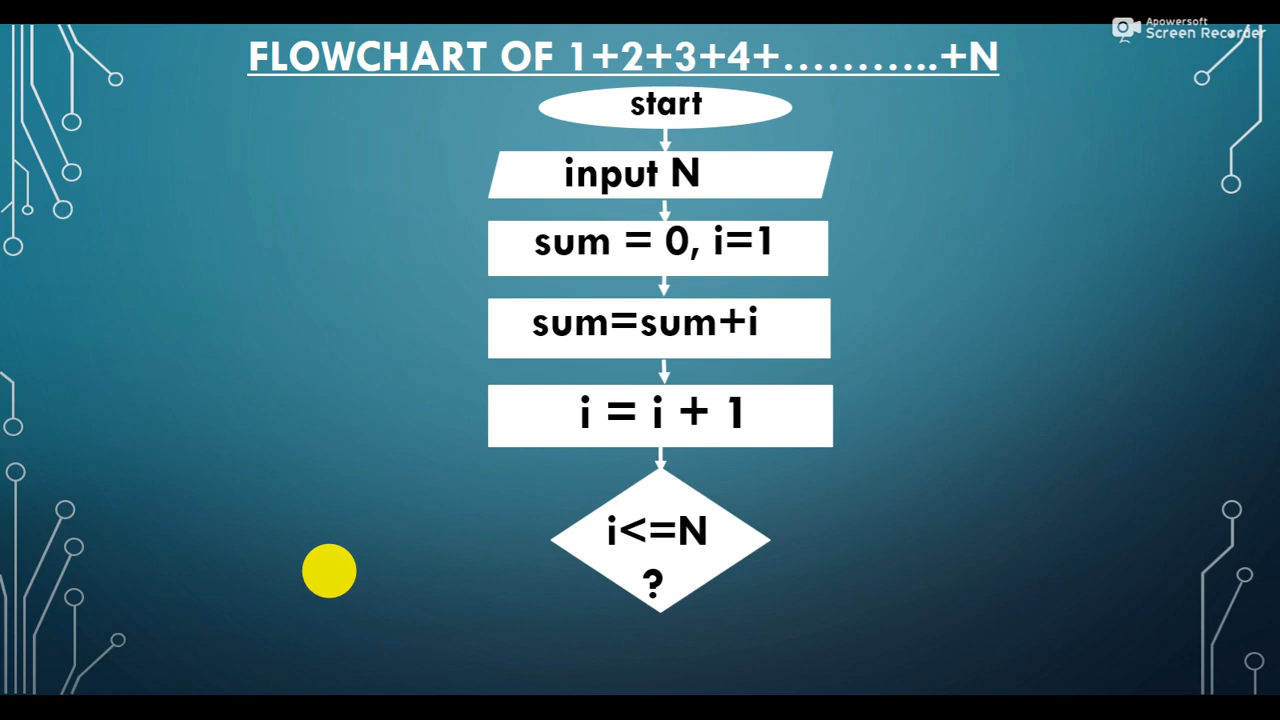 Apowersoft
Screen Recorder
FLOWCHART OF 1+2+3+4+………..+N
start
input N
sum = 0, i=1
sum=sum+i
i = i + 1
i<=N
?